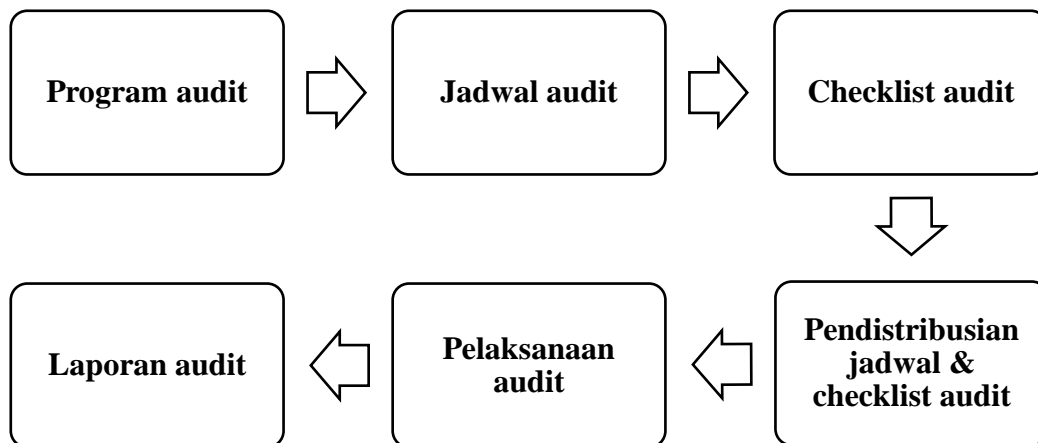 Program audit
Jadwal audit
Checklist audit
Pendistribusian
jadwal &
checklist audit
Pelaksanaan
audit
Laporan audit